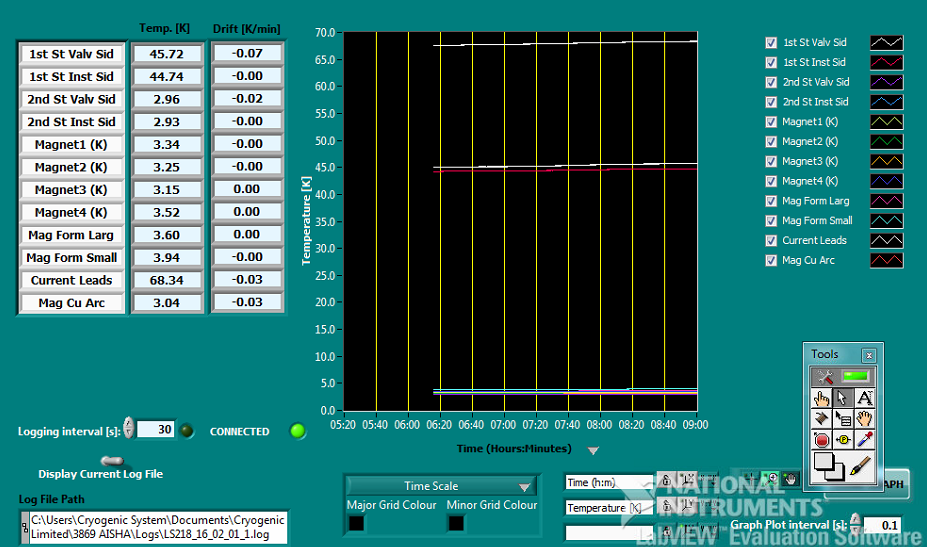 Temp. [K] Drift [K/min]
1st St Valv Sid 45.72 -0.07
1st St Inst Sid 44.74 -0.00
2nd St Valv Sid 2.96 -0.02
2nd St Inst Sid 2.93 -0.00
Magnet1 (K) 3.34 -0.00
Magnet2 (K) 3.25 -0.00
Magnet3 (K) 3.15 0.00
Magnet4 (K) 3.52 0.00
Mag Form Larg 3.60 0.00
Mag Form Small 3.94 -0.00
Current Leads 68.34 -0.03
Mag Cu Arc 3.04 -0.03
Logging interval [s]: 30 CONNECTED
Display Current Log File
Log File Path
C:\Users\Cryogenic System\Documents\Cryogenic
Limited\3869 AISHA\Logs\LS218_16_02_01_1.log
Temperature [K]
70.0
65.0
60.0
55.0
50.0
45.0
40.0
35.0
30.0
25.0
20.0
15.0
10.0
5.0
0.0
05:20 05:40 06:00 06:20 06:40 07:00 07:20 07:40 08:00 08:20 08:40 09:00
Time (Hours:Minutes)
1st St Valv Sid
1st St Inst Sid
2nd St Valv Sid
2nd St Inst Sid
Magnet1 (K)
Magnet2 (K)
Magnet3 (K)
Magnet4 (K)
Mag Form Larg
Mag Form Small
Current Leads
Mag Cu Arc
Tools
Time Scale
Major Grid Colour Minor Grid Colour
Time (h:m)
Temperature [K]
APH
Graph Plot interval [s]: 0.1
NATIONAL
INSTRUMENTS
LabVIEW Evaluation Software